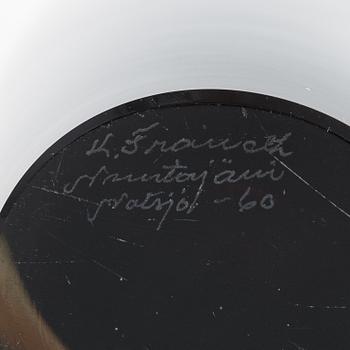 K. Franck
Nuutajärvi
Notsjö -60